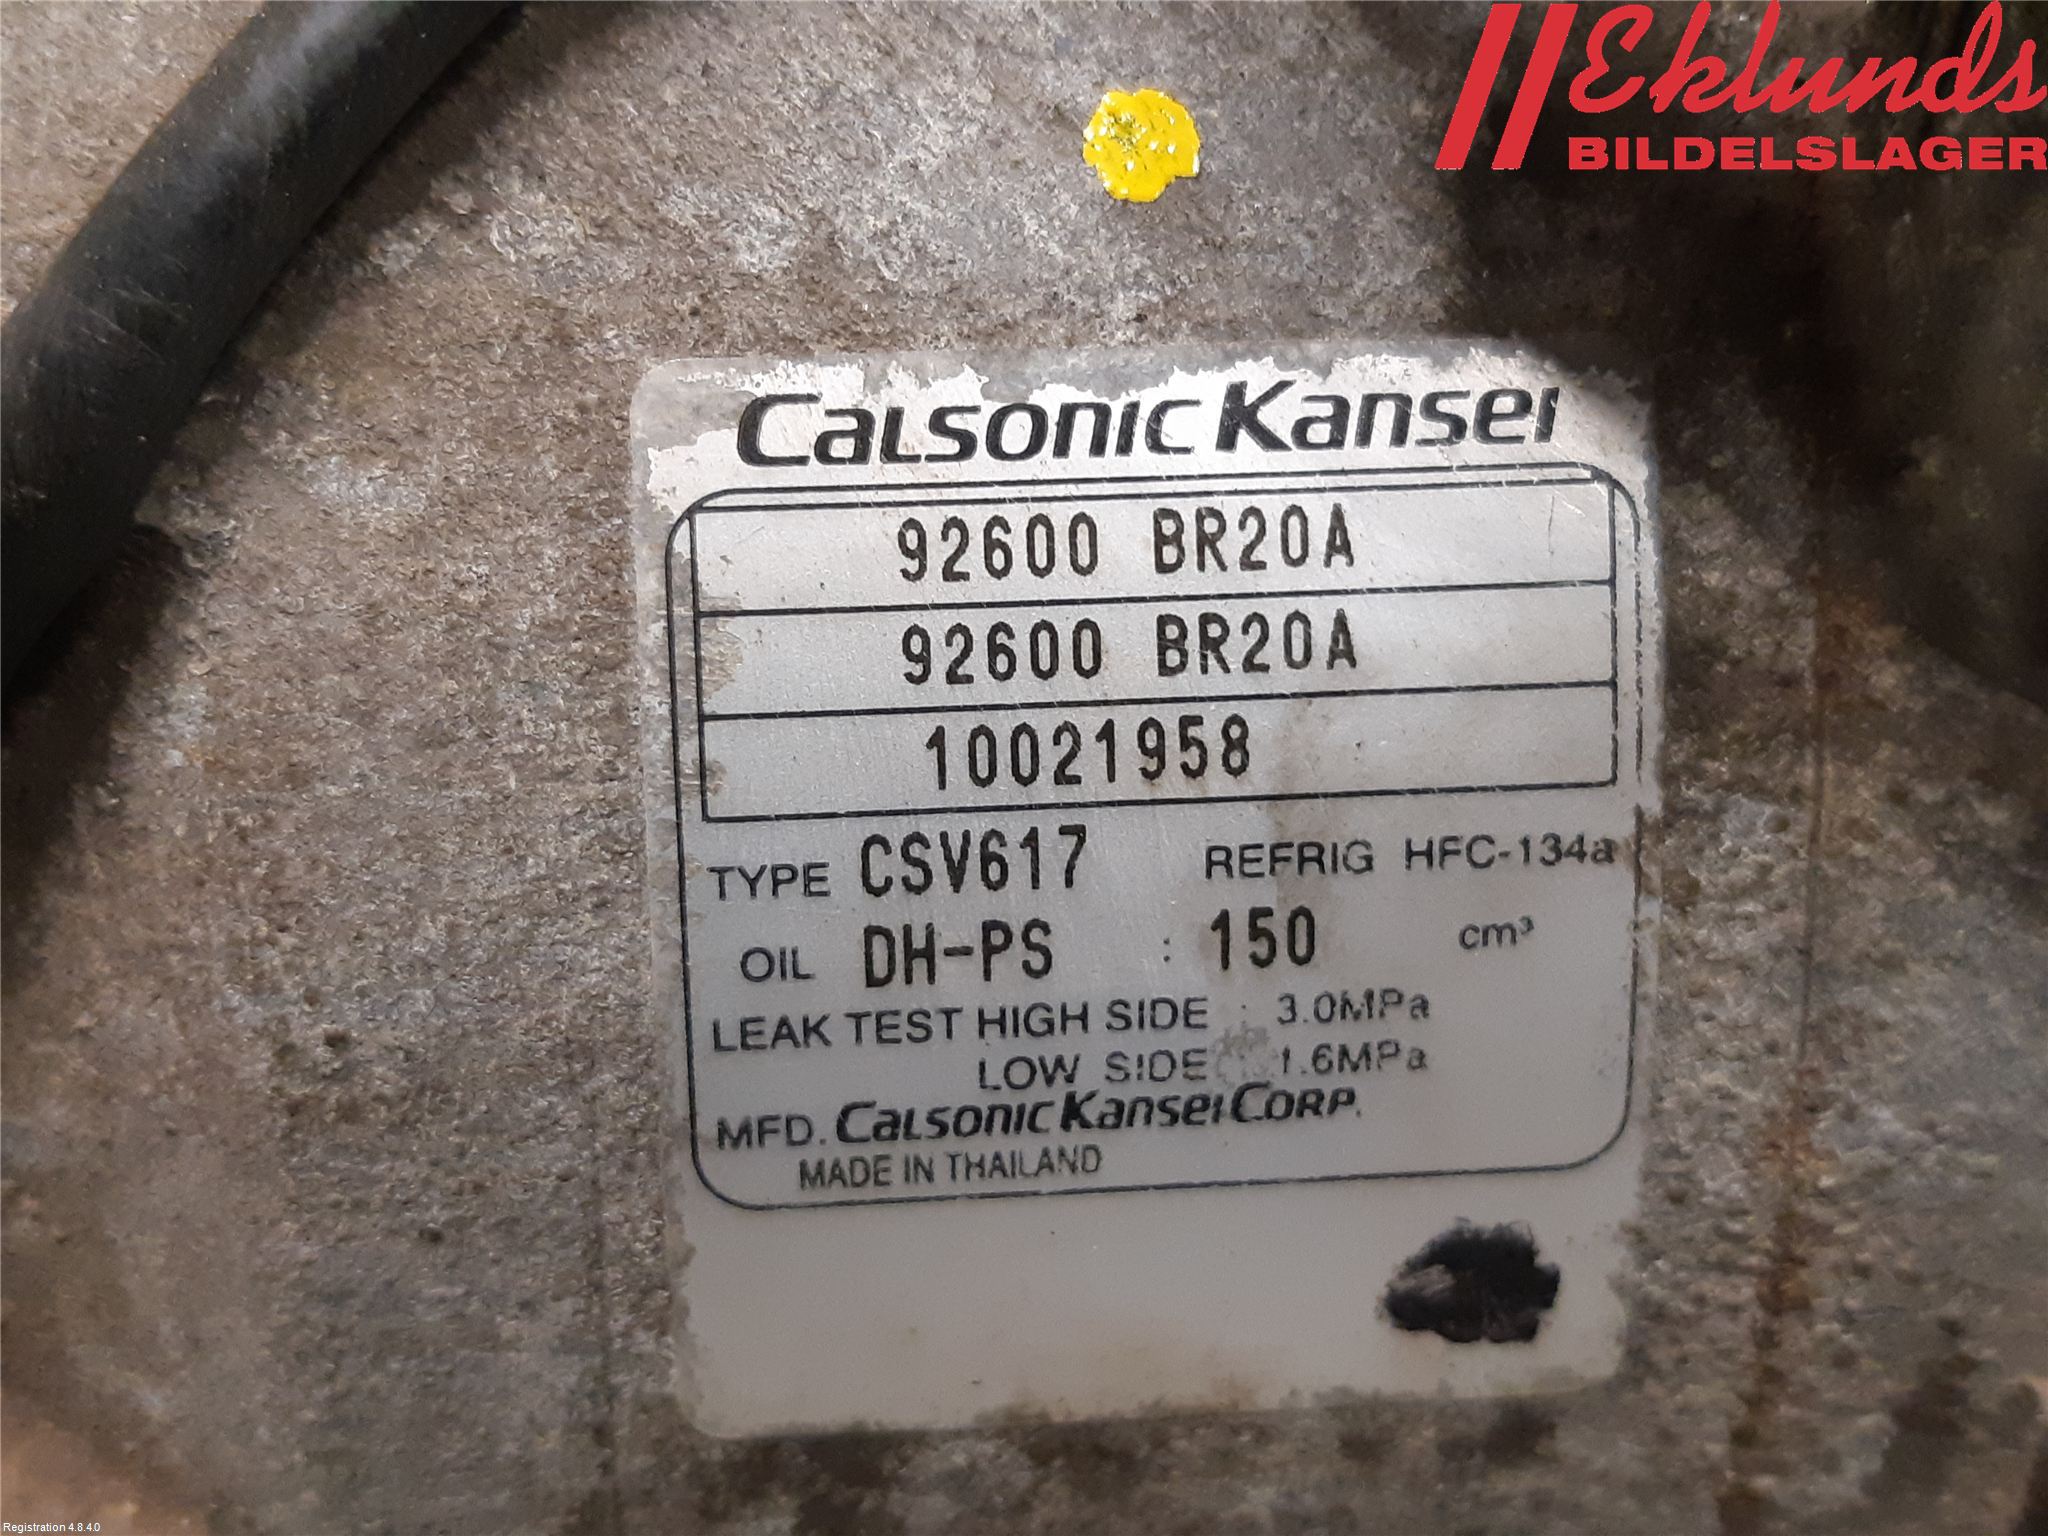 Eklunds
BILDELSLAGER
Calsonic Kansei
92600 BR20A
92600 BR20A
10021958
TYPE CSV617 REFRIG HFC-134a
OIL DH-PS : 150 cm³
LEAK TEST HIGH SIDE : 3.0MPa
LOW SIDE 1.6MPa
MFD. Calsonic Kansei Corp.
MADE IN THAILAND
Registration 4.8.4.0